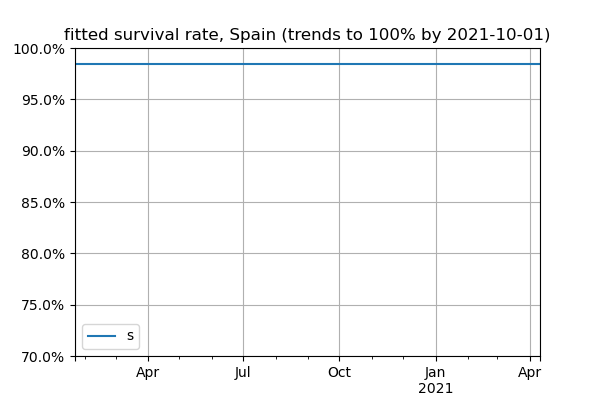 fitted survival rate, Spain (trends to 100% by 2021-10-01)
100.0%
95.0%
90.0%
85.0%
80.0%
75.0%
70.0%
s
Apr Jul Oct Jan Apr
2021